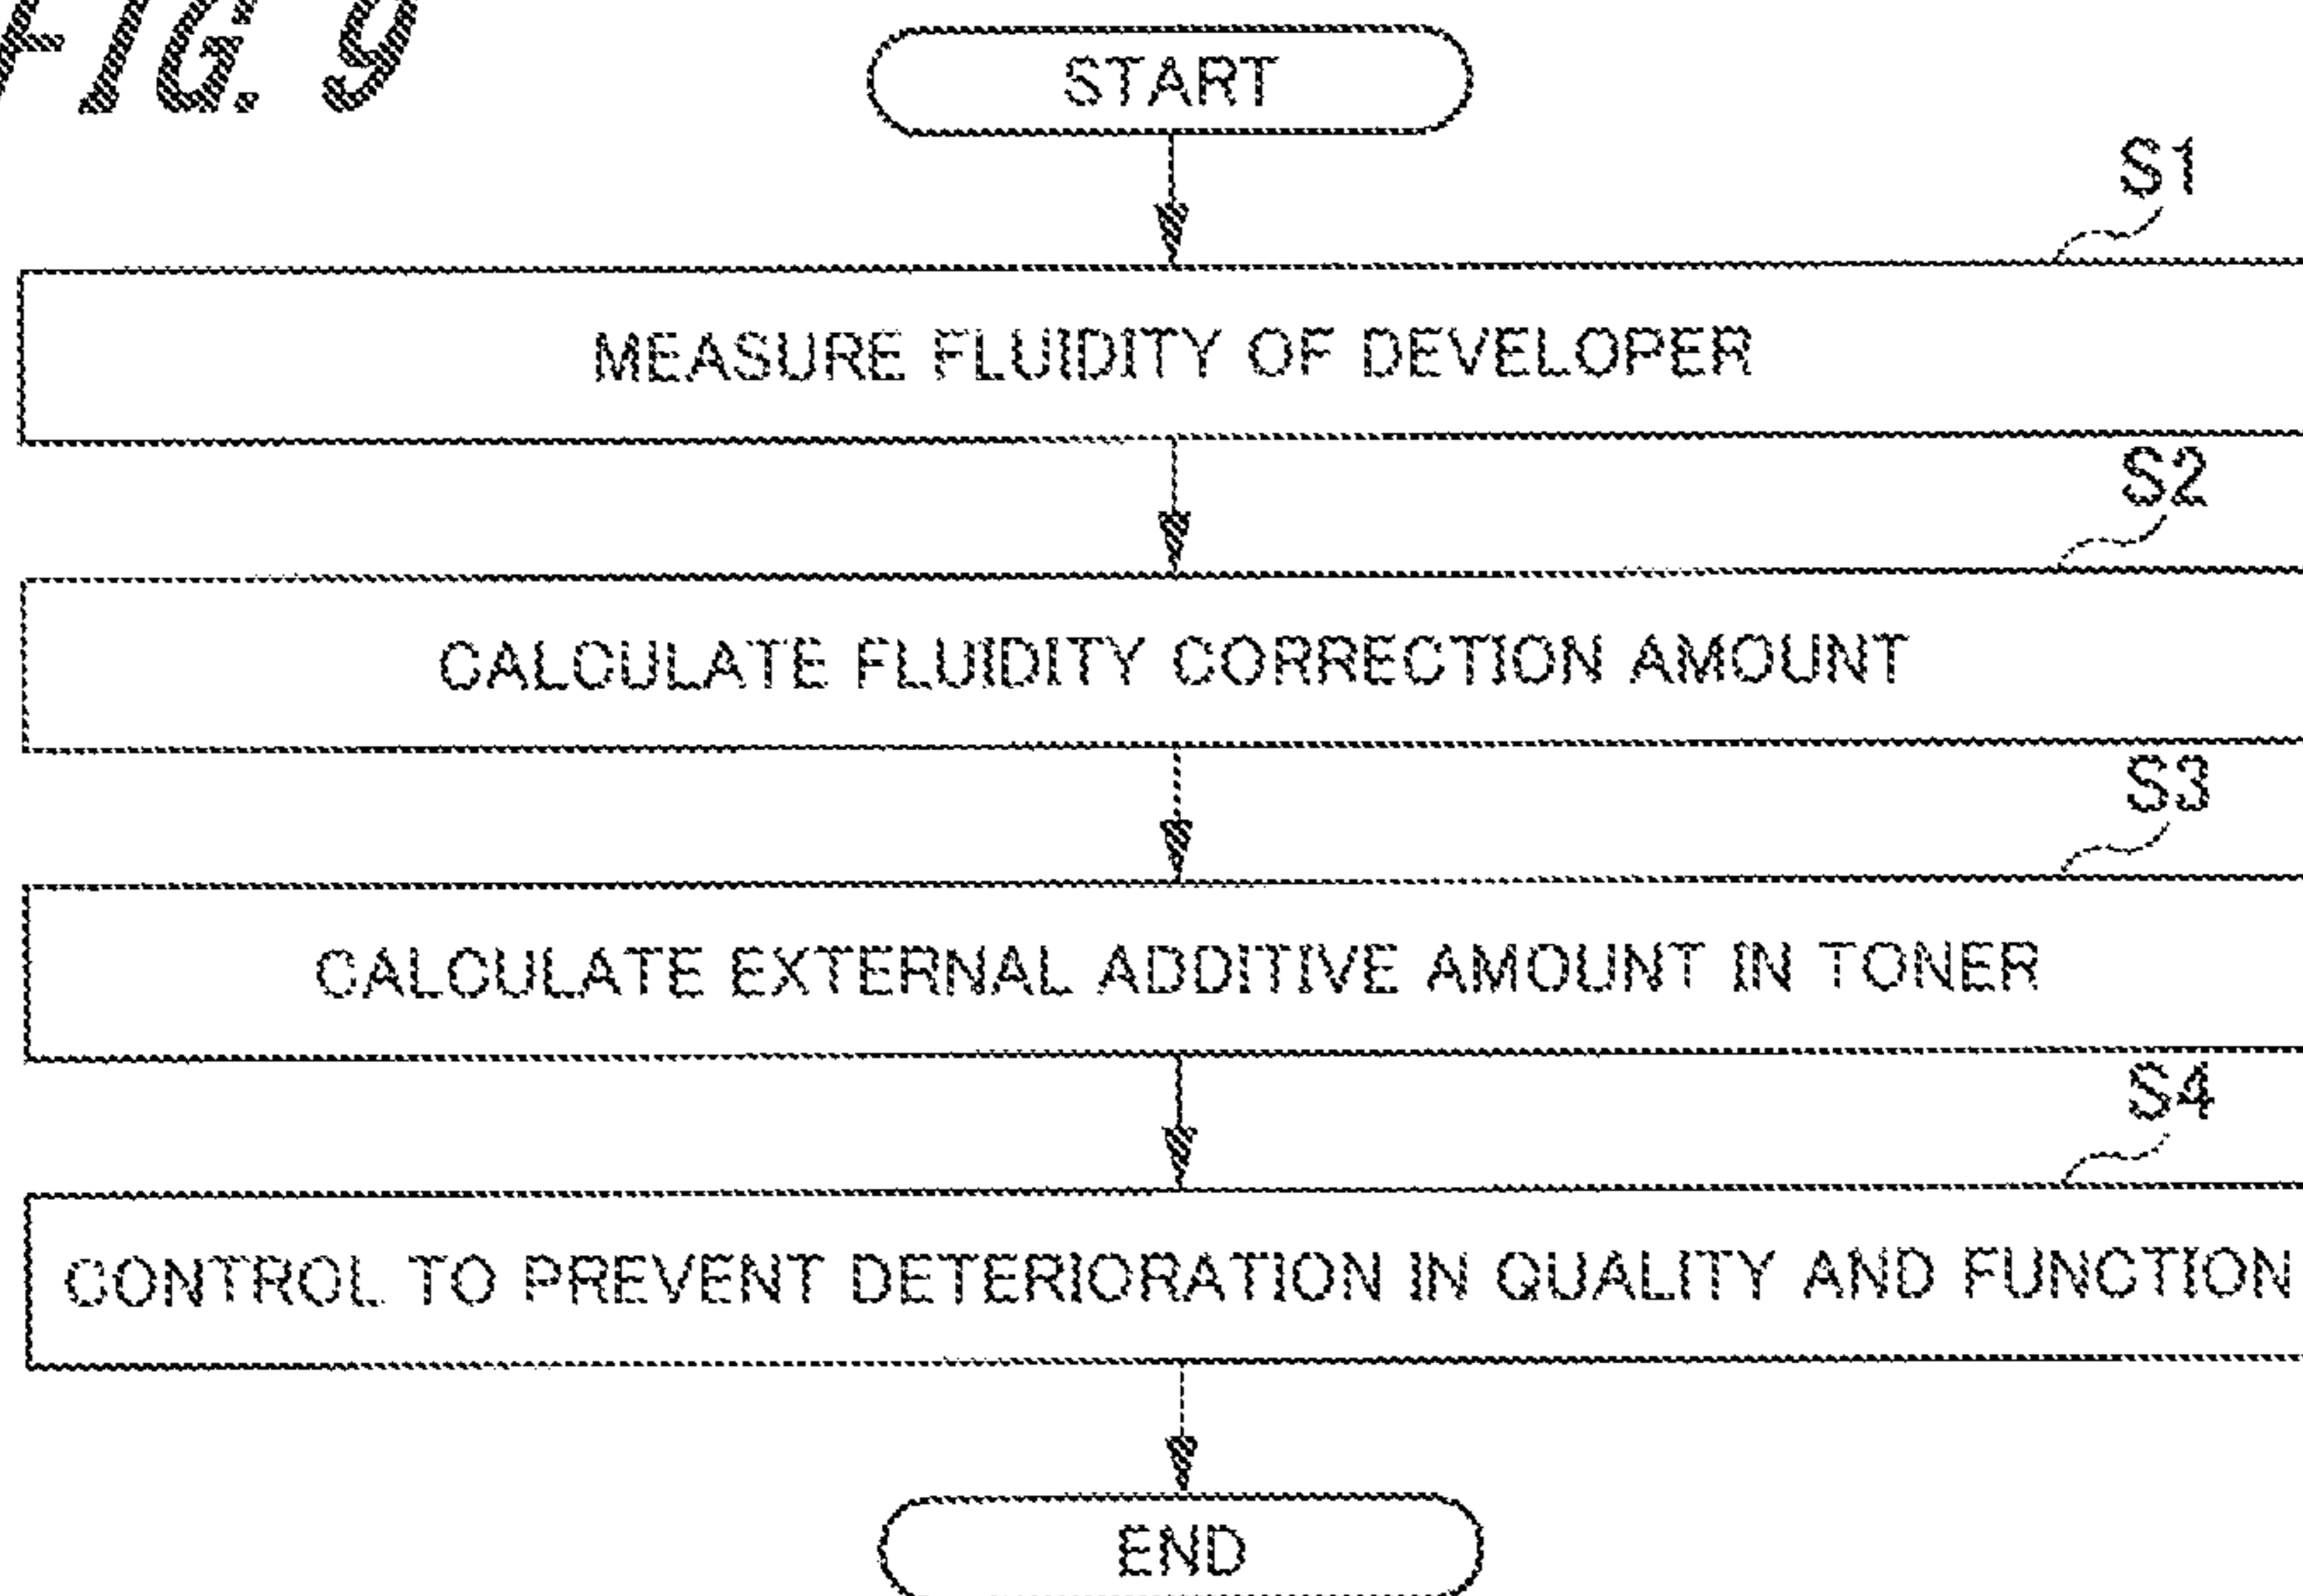 FIG. 9
START
S1
MEASURE FLUIDITY OF DEVELOPER
S2
CALCULATE FLUIDITY CORRECTION AMOUNT
S3
CALCULATE EXTERNAL ADDITIVE AMOUNT IN TONER
S4
CONTROL TO PREVENT DETERIORATION IN QUALITY AND FUNCTION
END